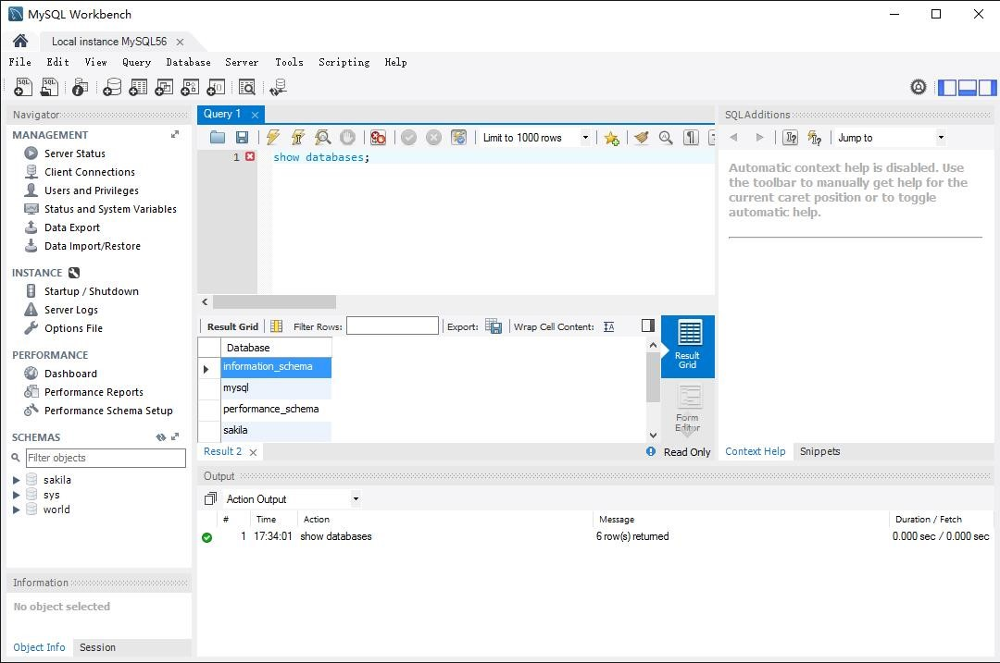 MySQL Workbench
Local instance MySQL56
File Edit View Query Database Server Tools Scripting Help
Navigator
MANAGEMENT
Server Status
Client Connections
Users and Privileges
Status and System Variables
Data Export
Data Import/Restore
INSTANCE
Startup / Shutdown
Server Logs
Options File
PERFORMANCE
Dashboard
Performance Reports
Performance Schema Setup
SCHEMAS
Filter objects
sakila
sys
world
Information
No object selected
Object Info Session
Query 1
Limit to 1000 rows
1 show databases;
Result Grid Filter Rows: Export: Wrap Cell Content:
Database
information_schema
mysql
performance_schema
sakila
Result
Grid
Form
Editor
Result 2 Read Only
SQLAdditions
Jump to
Automatic context help is disabled. Use
the toolbar to manually get help for the
current caret position or to toggle
automatic help.
Context Help Snippets
Output
Action Output
# Time Action Message Duration / Fetch
1 17:34:01 show databases 6 row(s) returned 0.000 sec / 0.000 sec